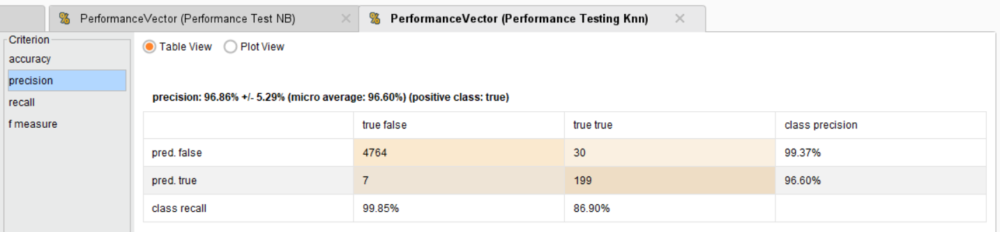 PerformanceVector (Performance Test NB)
PerformanceVector (Performance Testing Knn)
Criterion
accuracy
precision
recall
f measure
Table View Plot View
precision: 96.86% +/- 5.29% (micro average: 96.60%) (positive class: true)
true false true true class precision
pred. false 4764 30 99.37%
pred. true 7 199 96.60%
class recall 99.85% 86.90%